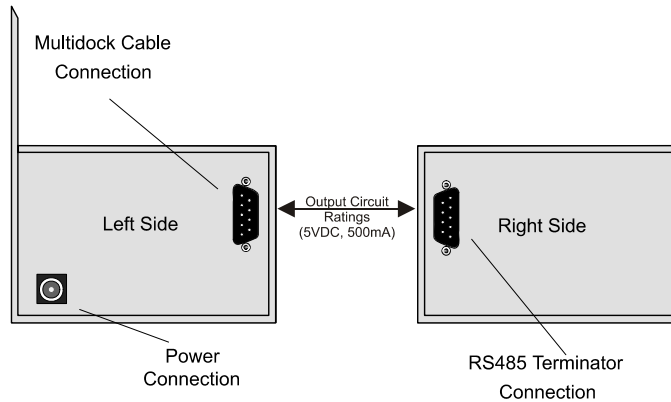 Multidock Cable
Connection
Left Side
Output Circuit
Ratings
(5VDC, 500mA)
Right Side
Power
Connection
RS485 Terminator
Connection